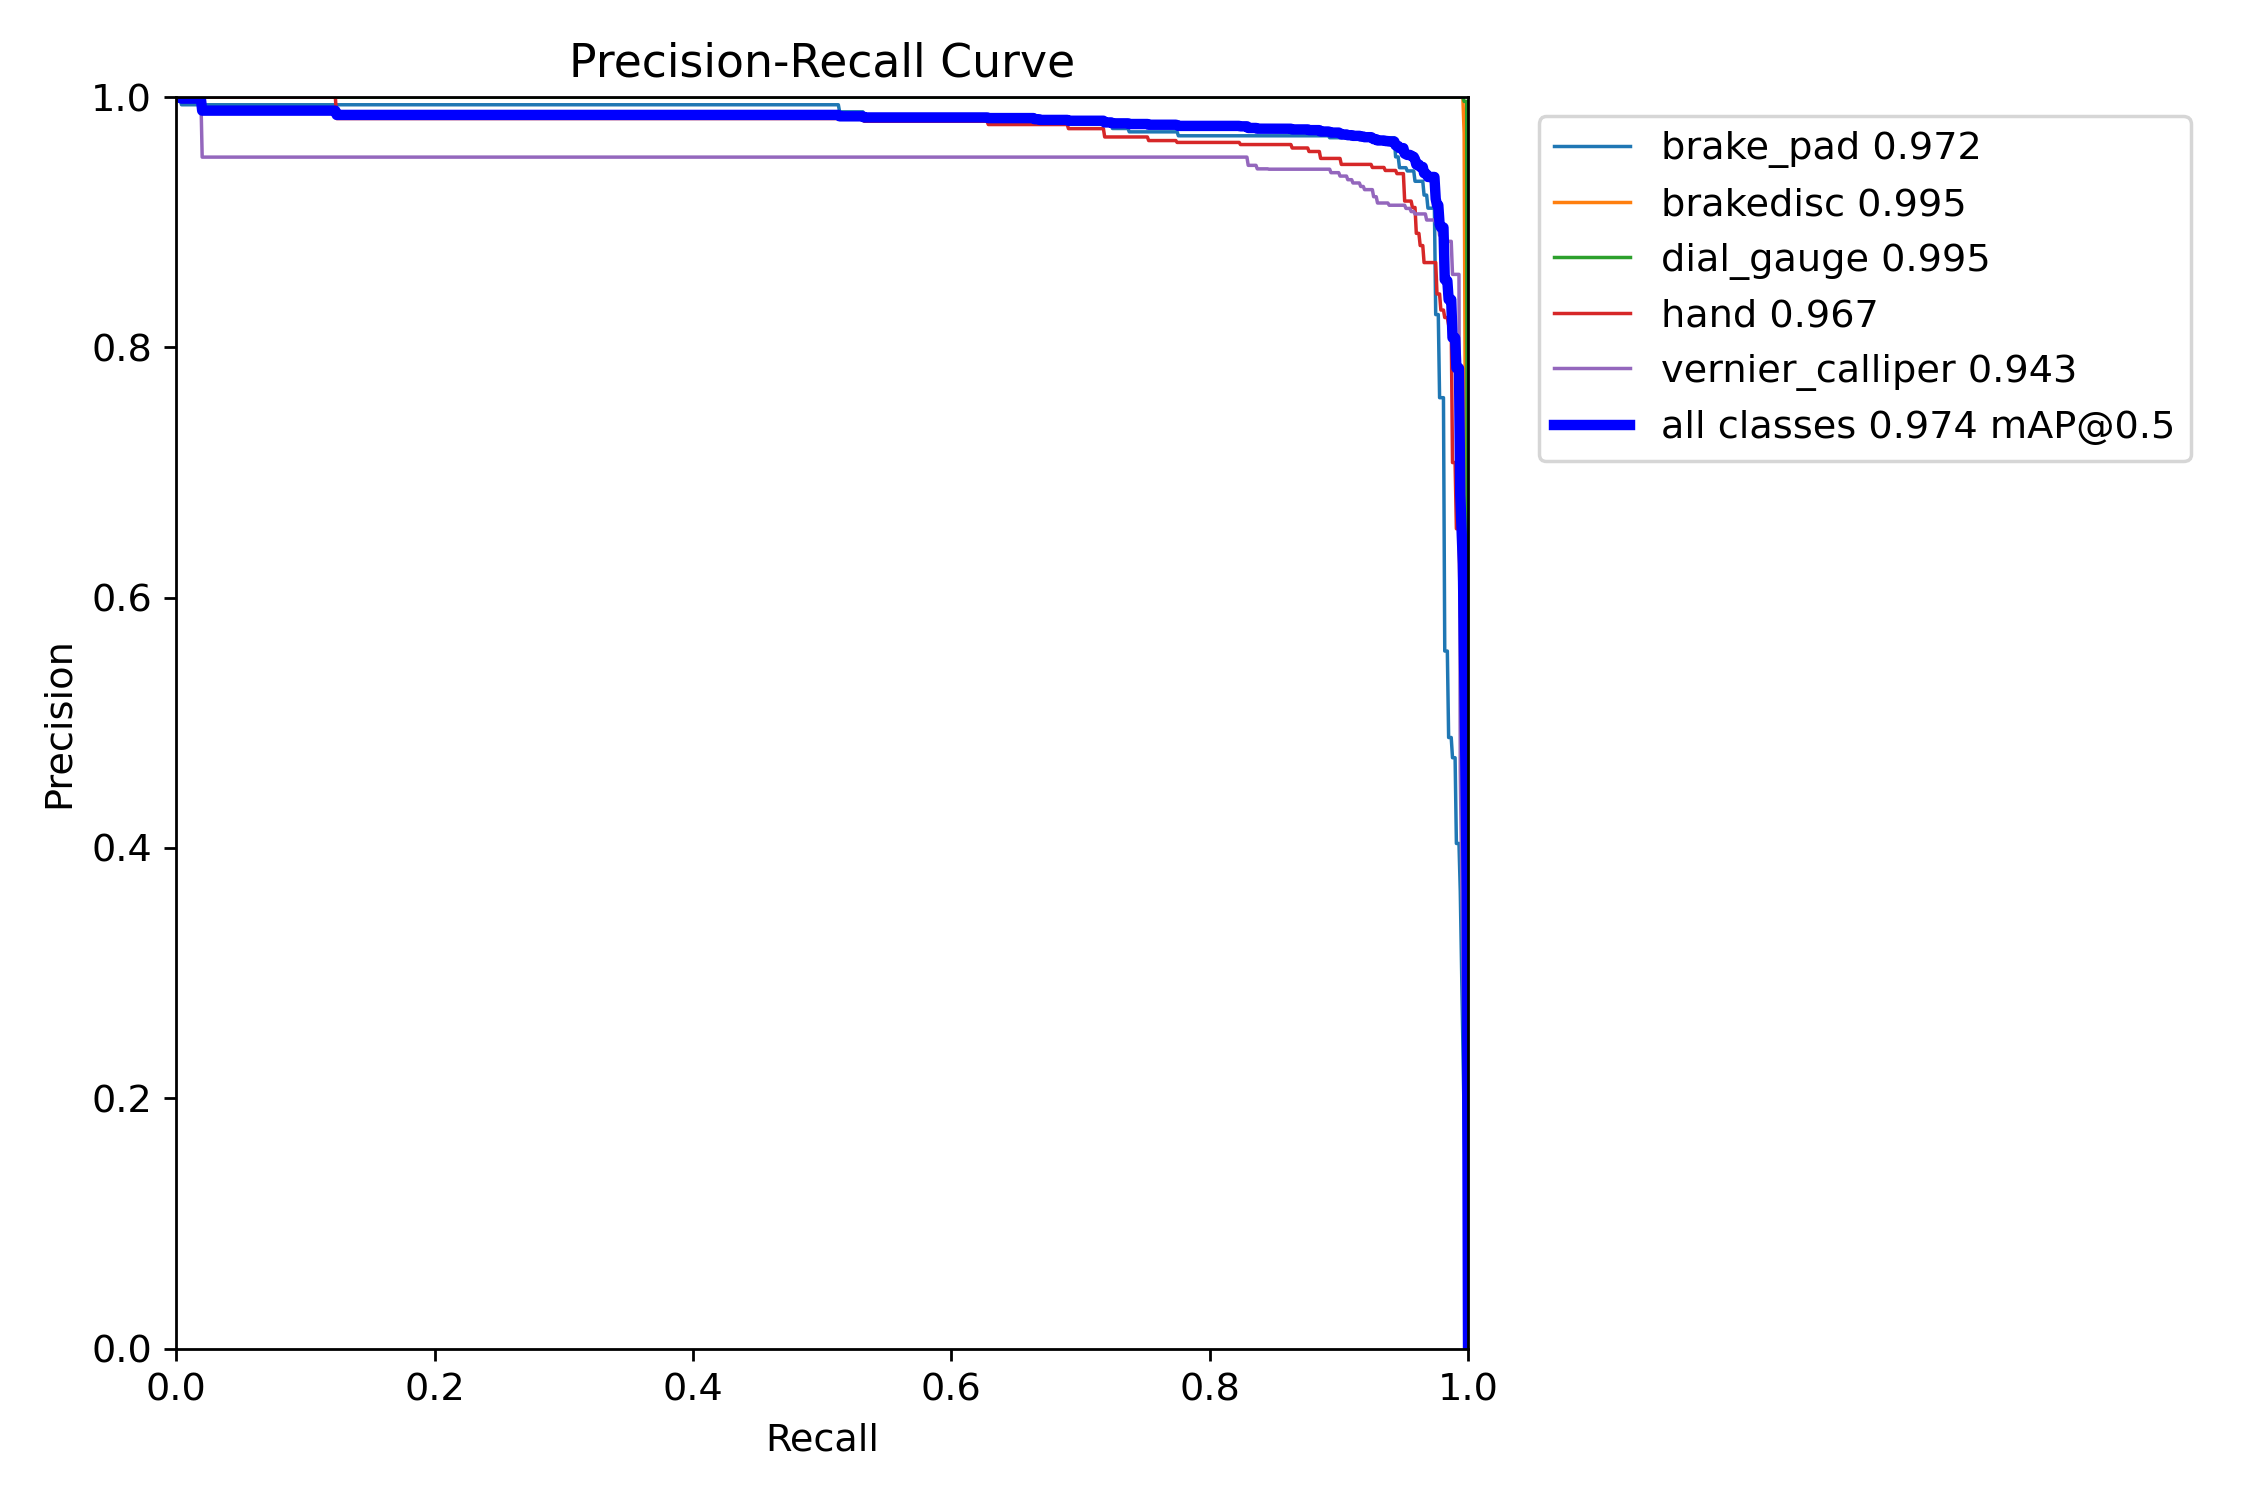 Precision-Recall Curve
1.0
0.8
0.6
0.4
0.2
0.0
Precision
0.0 0.2 0.4 0.6 0.8 1.0
Recall
brake_pad 0.972
brakedisc 0.995
dial_gauge 0.995
hand 0.967
vernier_calliper 0.943
all classes 0.974 mAP@0.5